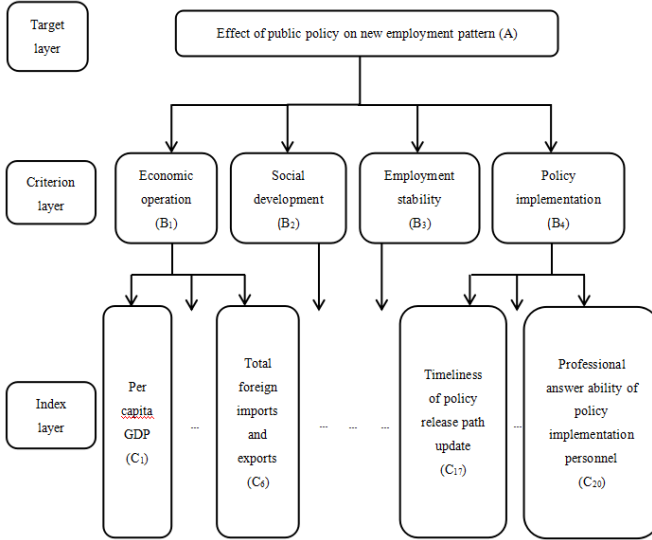 Target
layer
Effect of public policy on new employment pattern (A)
Criterion
layer
Economic
operation
(B₁)
Social
development
(B₂)
Employment
stability
(B₃)
Policy
implementation
(B₄)
Index
layer
Per
capita
GDP
(C₁)
...
Total
foreign
imports
and
exports
(C₆)
... ... ...
Timeliness
of policy
release path
update
(C₁₇)
...
Professional
answer ability of
policy
implementation
personnel
(C₂₀)